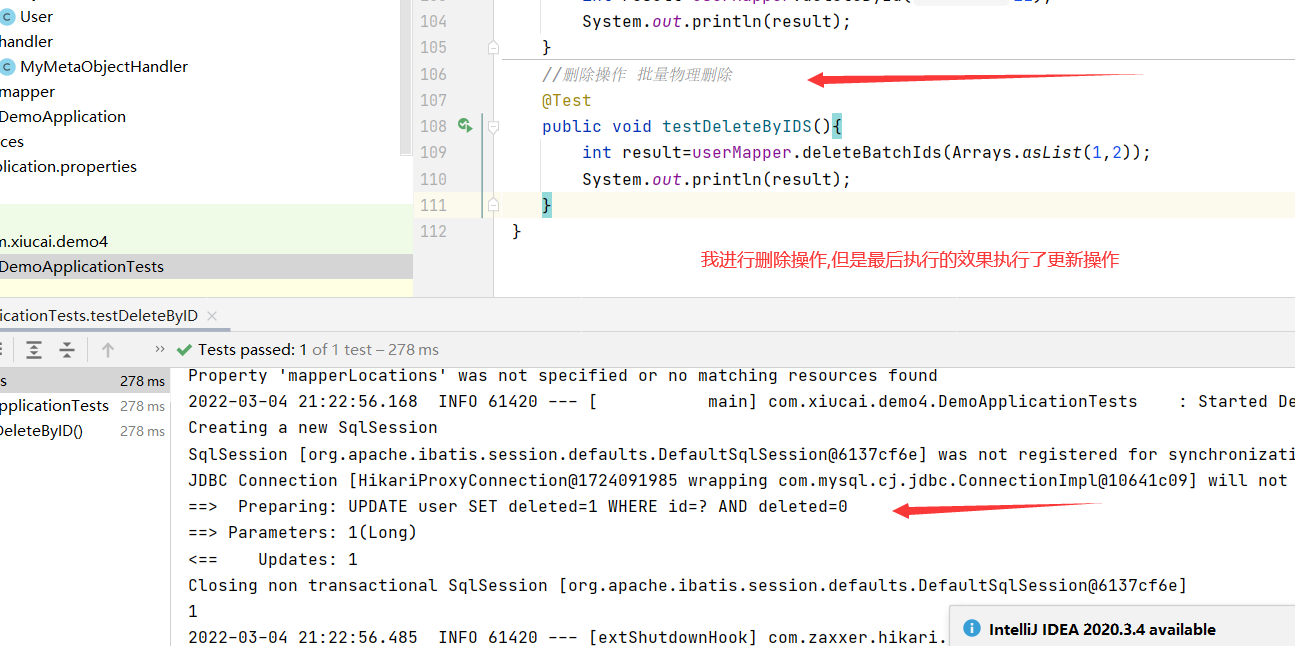 User
handler
MyMetaObjectHandler
mapper
DemoApplication
ces
lication.properties
m.xiucai.demo4
DemoApplicationTests
104 System.out.println(result);
105 }
106 //删除操作 批量物理删除
107 @Test
108 public void testDeleteByIDS(){
109 int result=userMapper.deleteBatchIds(Arrays.asList(1,2));
110 System.out.println(result);
111 }
112 }
我进行删除操作,但是最后执行的效果执行了更新操作
icationTests.testDeleteByID ×
Tests passed: 1 of 1 test – 278 ms
s 278 ms
pplicationTests 278 ms
DeleteByID() 278 ms
Property 'mapperLocations' was not specified or no matching resources found
2022-03-04 21:22:56.168 INFO 61420 --- [ main] com.xiucai.demo4.DemoApplicationTests : Started De
Creating a new SqlSession
SqlSession [org.apache.ibatis.session.defaults.DefaultSqlSession@6137cf6e] was not registered for synchronizati
JDBC Connection [HikariProxyConnection@1724091985 wrapping com.mysql.cj.jdbc.ConnectionImpl@10641c09] will not
==> Preparing: UPDATE user SET deleted=1 WHERE id=? AND deleted=0
==> Parameters: 1(Long)
<== Updates: 1
Closing non transactional SqlSession [org.apache.ibatis.session.defaults.DefaultSqlSession@6137cf6e]
1
2022-03-04 21:22:56.485 INFO 61420 --- [extShutdownHook] com.zaxxer.hikari.
IntelliJ IDEA 2020.3.4 available